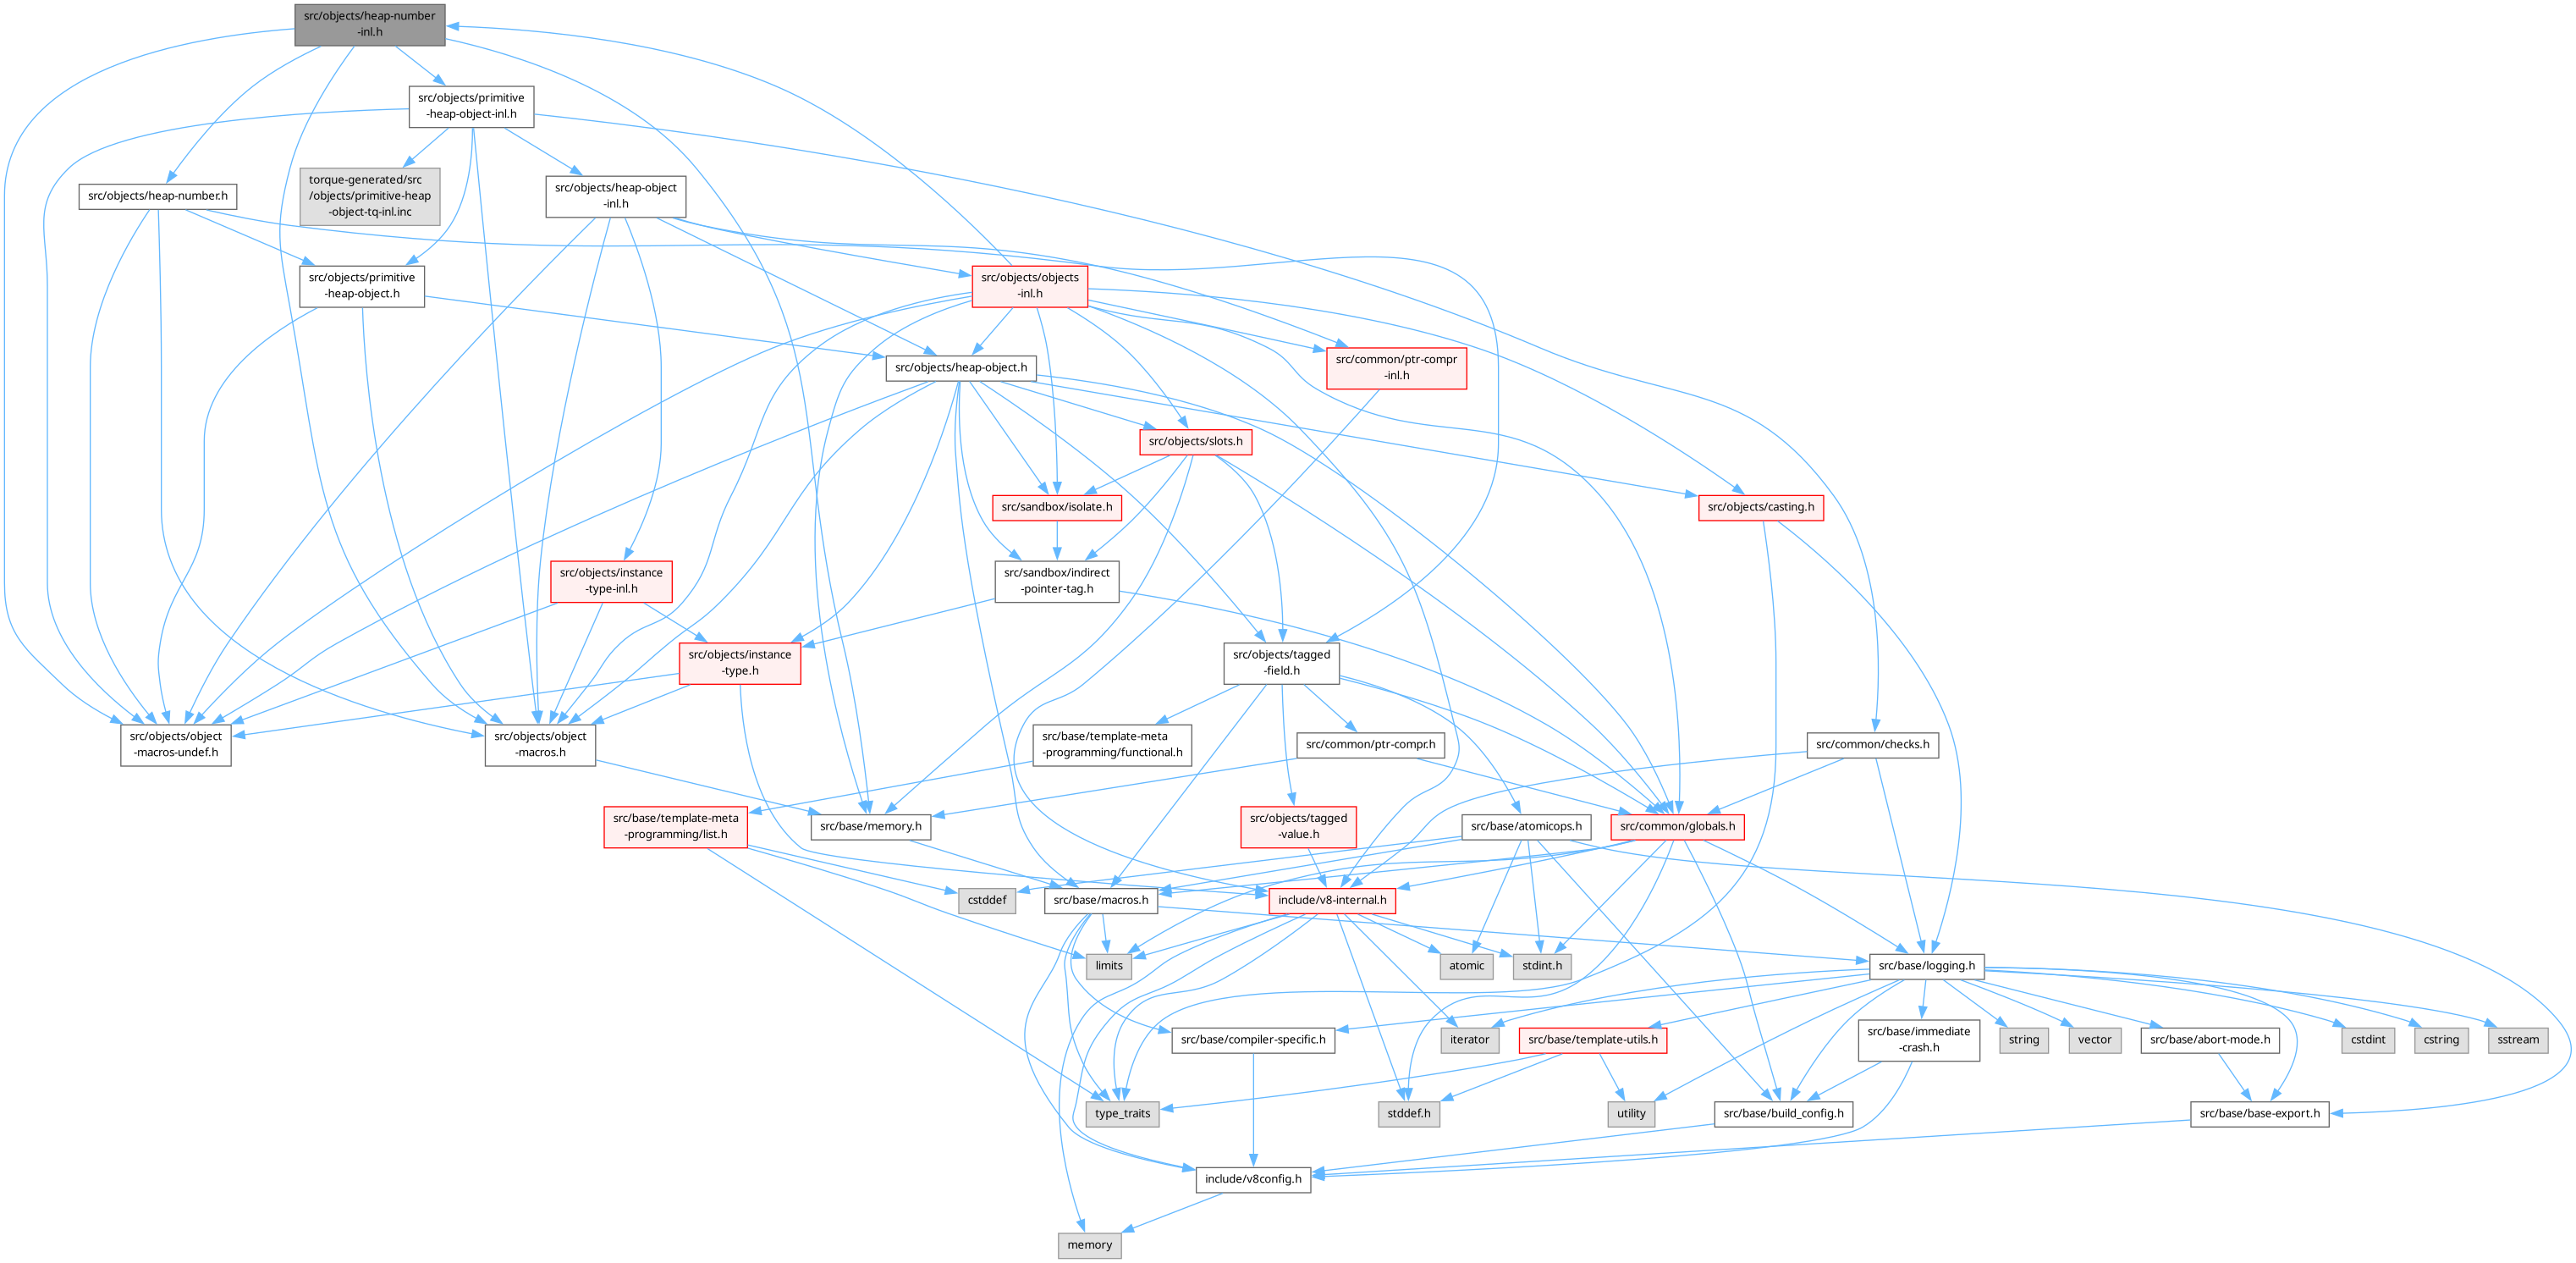 src/objects/heap-number
-inl.h
src/objects/primitive
-heap-object-inl.h
torque-generated/src
/objects/primitive-heap
-object-tq-inl.inc
src/objects/heap-object
-inl.h
src/objects/heap-number.h
src/objects/primitive
-heap-object.h
src/objects/objects
-inl.h
src/common/ptr-compr
-inl.h
src/objects/heap-object.h
src/objects/slots.h
src/sandbox/isolate.h
src/objects/casting.h
src/objects/instance
-type-inl.h
src/sandbox/indirect
-pointer-tag.h
src/objects/instance
-type.h
src/objects/tagged
-field.h
src/objects/object
-macros-undef.h
src/objects/object
-macros.h
src/base/template-meta
-programming/functional.h
src/common/ptr-compr.h
src/common/checks.h
src/base/template-meta
-programming/list.h
src/base/memory.h
src/objects/tagged
-value.h
src/base/atomicops.h
src/common/globals.h
cstddef
src/base/macros.h
include/v8-internal.h
limits
atomic
stdint.h
src/base/logging.h
src/base/compiler-specific.h
iterator
src/base/template-utils.h
src/base/immediate
-crash.h
string
vector
src/base/abort-mode.h
cstdint
cstring
sstream
type_traits
stddef.h
utility
src/base/build_config.h
src/base/base-export.h
include/v8config.h
memory